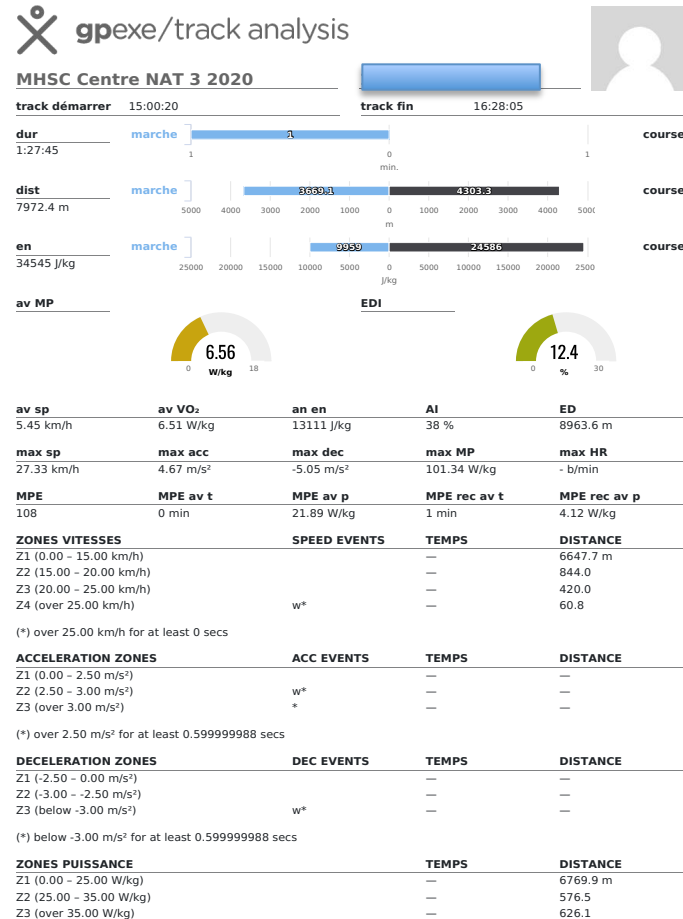 gpexe/track analysis
MHSC Centre NAT 3 2020
track démarrer 15:00:20 track fin 16:28:05
dur marche 1 course
1:27:45
1 0 1
min.
dist marche 3669.1 4303.3 course
7972.4 m
5000 4000 3000 2000 1000 0 1000 2000 3000 4000 5000
m
en marche 9959 24586 course
34545 J/kg
25000 20000 15000 10000 5000 0 5000 10000 15000 20000 2500
J/kg
av MP EDI
6.56 12.4
0 W/kg 18 0 % 30
av sp av VO₂ an en AI ED
5.45 km/h 6.51 W/kg 13111 J/kg 38 % 8963.6 m
max sp max acc max dec max MP max HR
27.33 km/h 4.67 m/s² -5.05 m/s² 101.34 W/kg - b/min
MPE MPE av t MPE av p MPE rec av t MPE rec av p
108 0 min 21.89 W/kg 1 min 4.12 W/kg
ZONES VITESSES SPEED EVENTS TEMPS DISTANCE
Z1 (0.00 – 15.00 km/h) — 6647.7 m
Z2 (15.00 – 20.00 km/h) — 844.0
Z3 (20.00 – 25.00 km/h) — 420.0
Z4 (over 25.00 km/h) w* — 60.8
(*) over 25.00 km/h for at least 0 secs
ACCELERATION ZONES ACC EVENTS TEMPS DISTANCE
Z1 (0.00 – 2.50 m/s²) — —
Z2 (2.50 – 3.00 m/s²) w* — —
Z3 (over 3.00 m/s²) * — —
(*) over 2.50 m/s² for at least 0.599999988 secs
DECELERATION ZONES DEC EVENTS TEMPS DISTANCE
Z1 (-2.50 – 0.00 m/s²) — —
Z2 (-3.00 – -2.50 m/s²) — —
Z3 (below -3.00 m/s²) w* — —
(*) below -3.00 m/s² for at least 0.599999988 secs
ZONES PUISSANCE TEMPS DISTANCE
Z1 (0.00 – 25.00 W/kg) — 6769.9 m
Z2 (25.00 – 35.00 W/kg) — 576.5
Z3 (over 35.00 W/kg) — 626.1